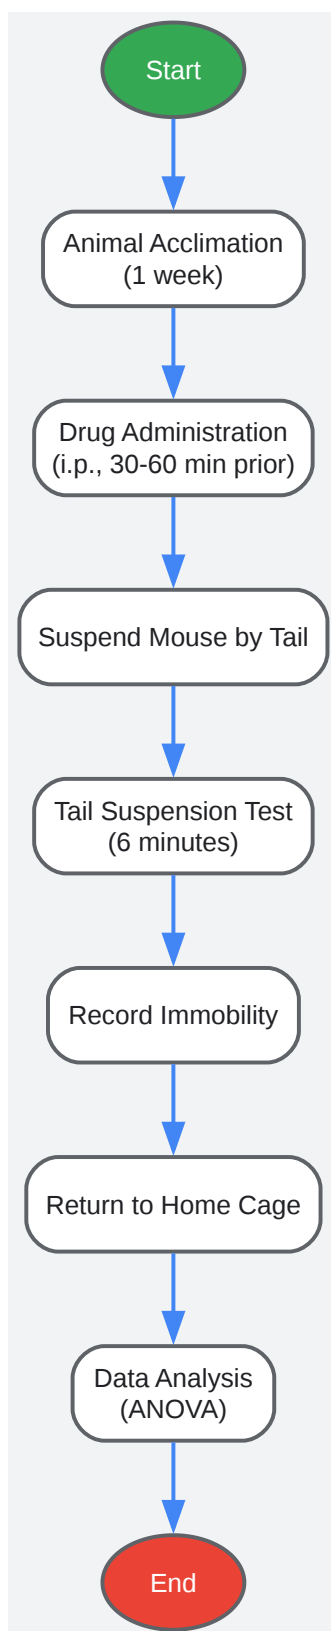 Start
Animal Acclimation
(1 week)
Drug Administration
(i.p., 30-60 min prior)
Suspend Mouse by Tail
Tail Suspension Test
(6 minutes)
Record Immobility
Return to Home Cage
Data Analysis
(ANOVA)
End